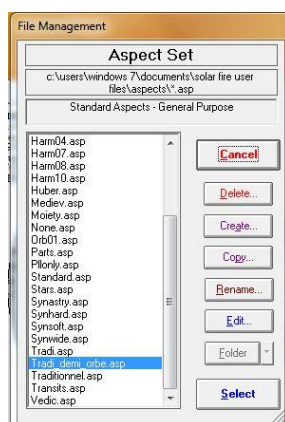 File Management
Aspect Set
c:\users\windows 7\documents\solar fire user
files\aspects\*.asp
Standard Aspects - General Purpose
Harm04.asp
Harm07.asp
Harm08.asp
Harm10.asp
Huber.asp
Mediev.asp
Moiety.asp
None.asp
Orb01.asp
Parts.asp
Pllonly.asp
Standard.asp
Stars.asp
Synastry.asp
Synhard.asp
Synsoft.asp
Synwide.asp
Tradi.asp
Tradi_demi_orbe.asp
Traditionnel.asp
Transits.asp
Vedic.asp
Cancel
Delete...
Create...
Copy...
Rename...
Edit...
Folder
Select